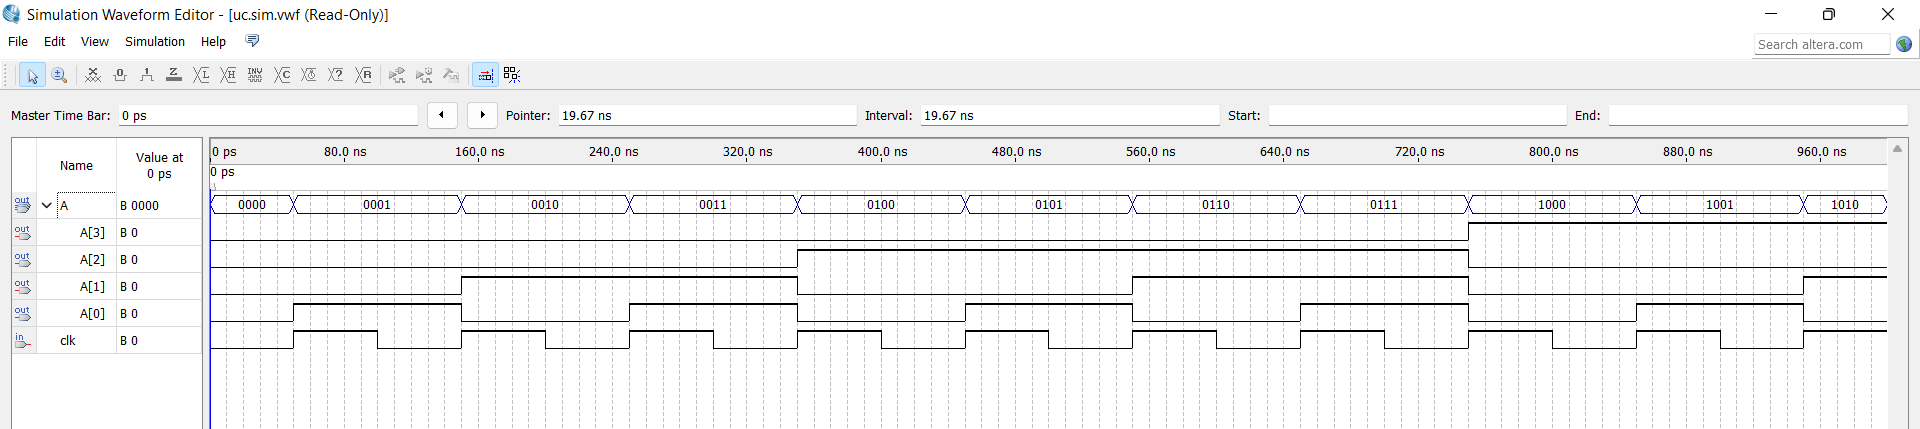 Simulation Waveform Editor - [uc.sim.vwf (Read-Only)]
File Edit View Simulation Help
Search altera.com
Master Time Bar: 0 ps Pointer: 19.67 ns Interval: 19.67 ns Start: End:
Name Value at 0 ps
0 ps 80.0 ns 160.0 ns 240.0 ns 320.0 ns 400.0 ns 480.0 ns 560.0 ns 640.0 ns 720.0 ns 800.0 ns 880.0 ns 960.0 ns
0 ps
out A B 0000 0000 0001 0010 0011 0100 0101 0110 0111 1000 1001 1010
out A[3] B 0
out A[2] B 0
out A[1] B 0
out A[0] B 0
in clk B 0